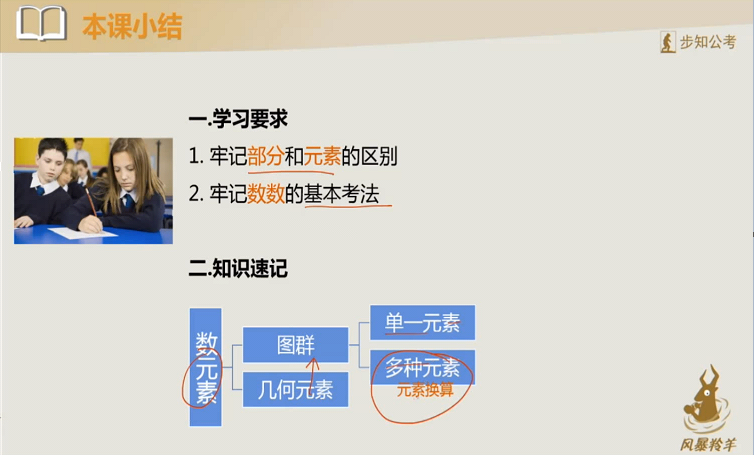 本课小结
步知公考
一.学习要求
1. 牢记部分和元素的区别
2. 牢记数数的基本考法
二.知识速记
数元素
图群
几何元素
单一元素
多种元素
元素换算
风暴羚羊